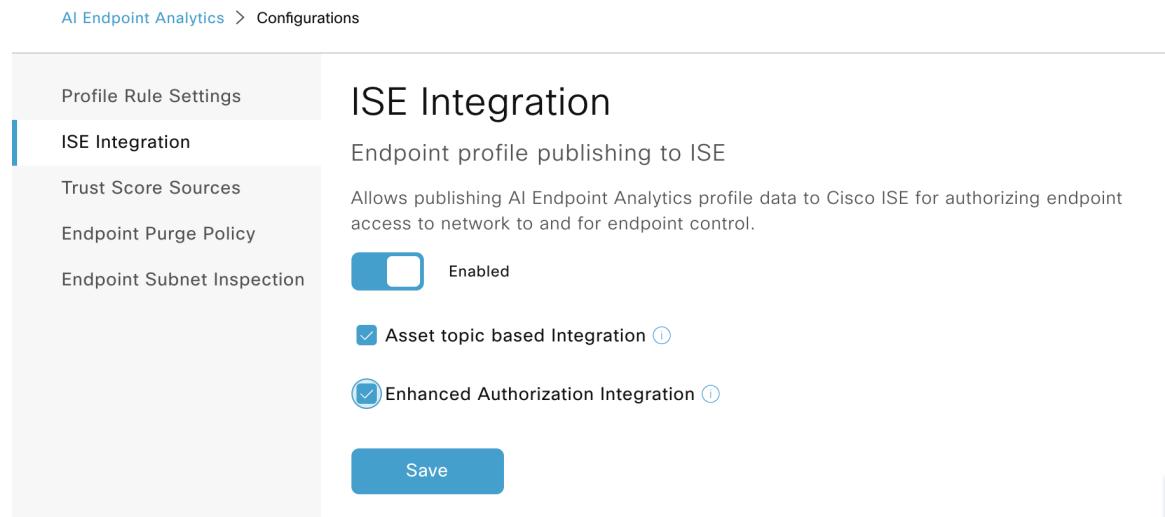 AI Endpoint Analytics > Configurations
Profile Rule Settings
ISE Integration
Trust Score Sources
Endpoint Purge Policy
Endpoint Subnet Inspection
ISE Integration
Endpoint profile publishing to ISE
Allows publishing AI Endpoint Analytics profile data to Cisco ISE for authorizing endpoint
access to network to and for endpoint control.
Enabled
Asset topic based Integration
Enhanced Authorization Integration
Save